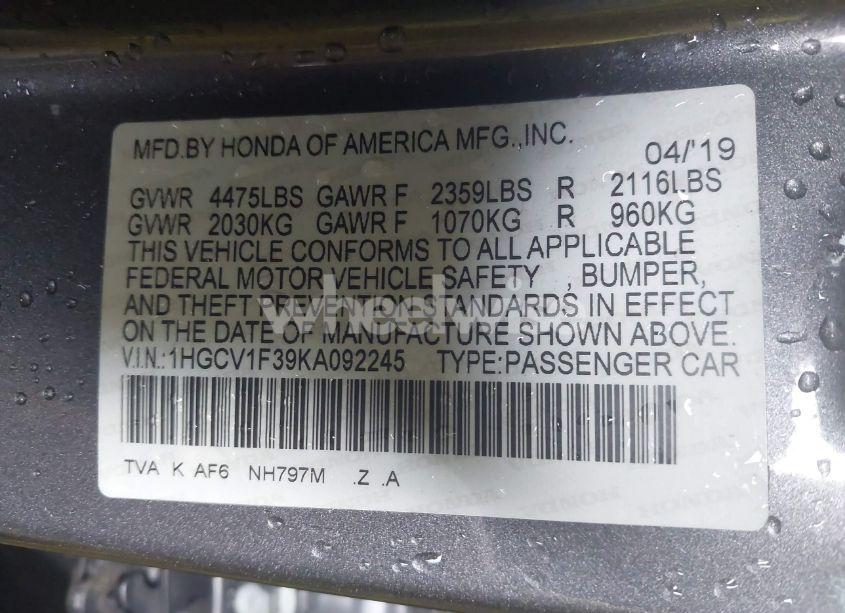 MFD.BY HONDA OF AMERICA MFG.,INC. 04/'19
GVWR 4475LBS GAWR F 2359LBS R 2116LBS
GVWR 2030KG GAWR F 1070KG R 960KG
THIS VEHICLE CONFORMS TO ALL APPLICABLE
FEDERAL MOTOR VEHICLE SAFETY , BUMPER,
AND THEFT PREVENTION STANDARDS IN EFFECT
ON THE DATE OF MANUFACTURE SHOWN ABOVE.
V.I.N.:1HGCV1F39KA092245 TYPE:PASSENGER CAR
TVA K AF6 NH797M .Z .A